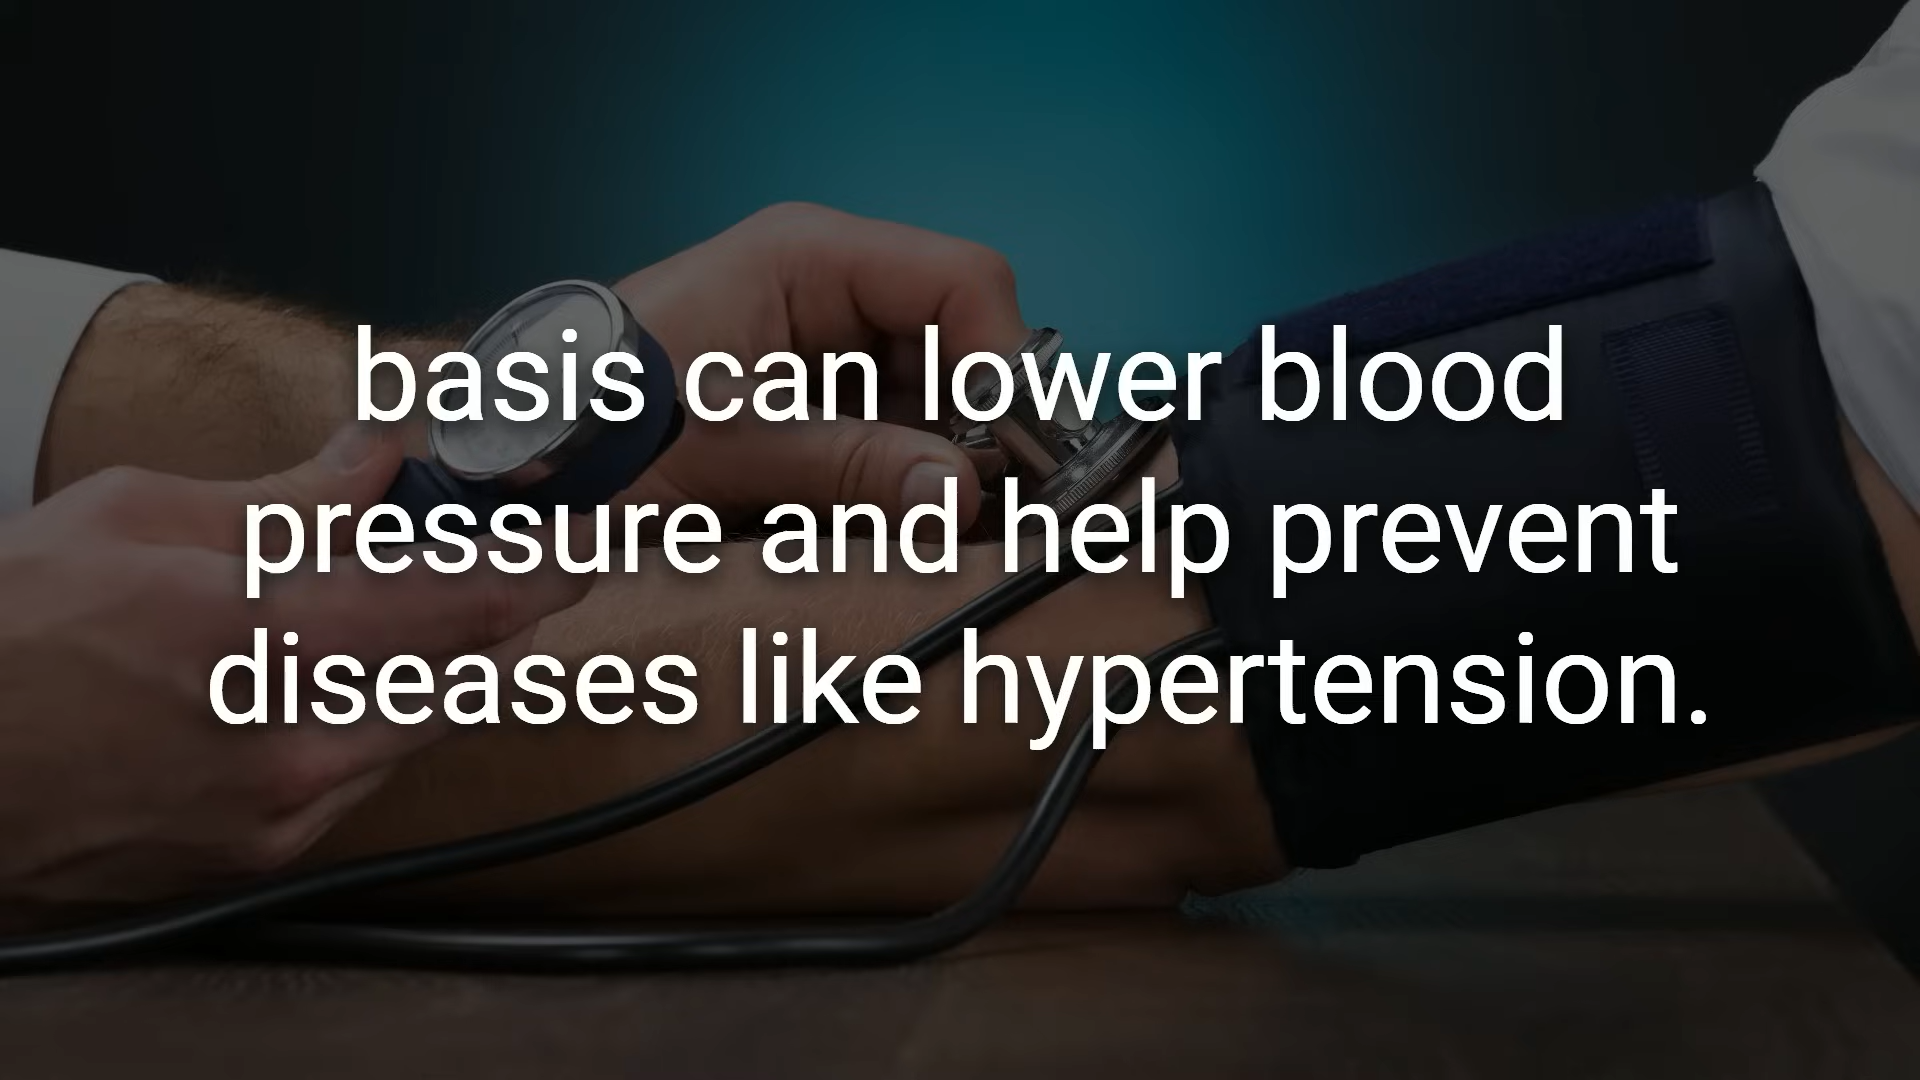 basis can lower blood
pressure and help prevent
diseases like hypertension.